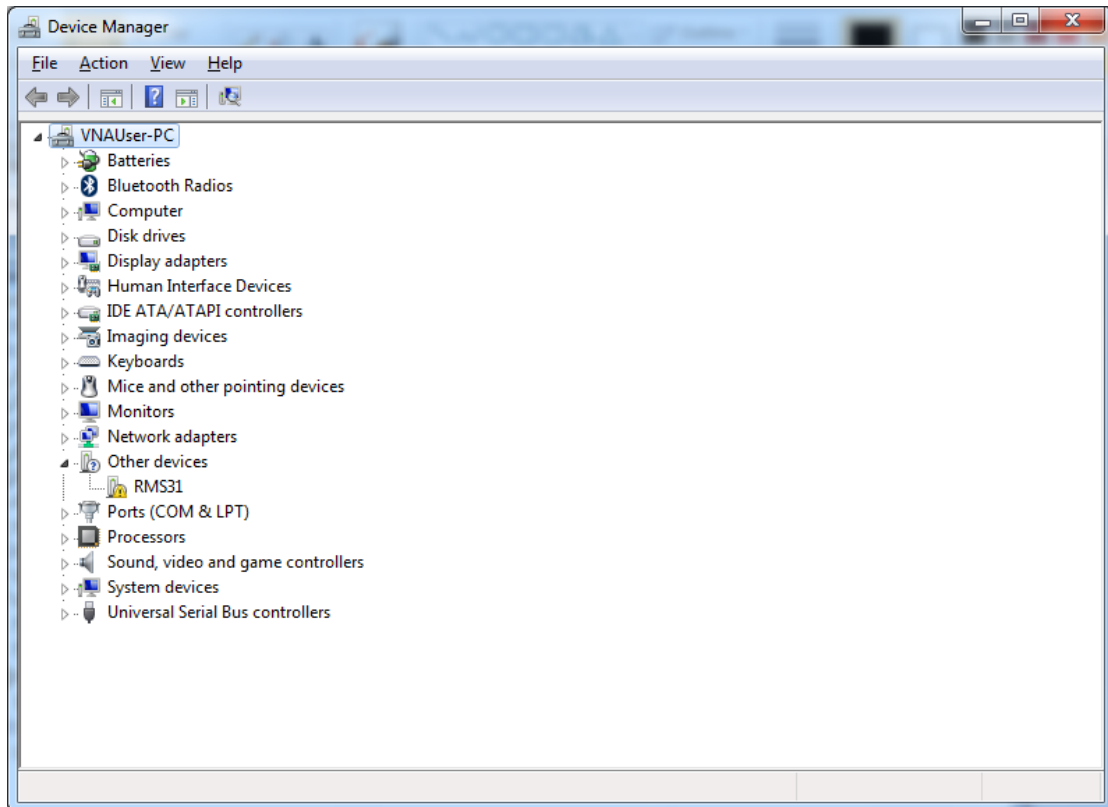 Device Manager
File Action View Help
VNAUser-PC
Batteries
Bluetooth Radios
Computer
Disk drives
Display adapters
Human Interface Devices
IDE ATA/ATAPI controllers
Imaging devices
Keyboards
Mice and other pointing devices
Monitors
Network adapters
Other devices
RMS31
Ports (COM & LPT)
Processors
Sound, video and game controllers
System devices
Universal Serial Bus controllers